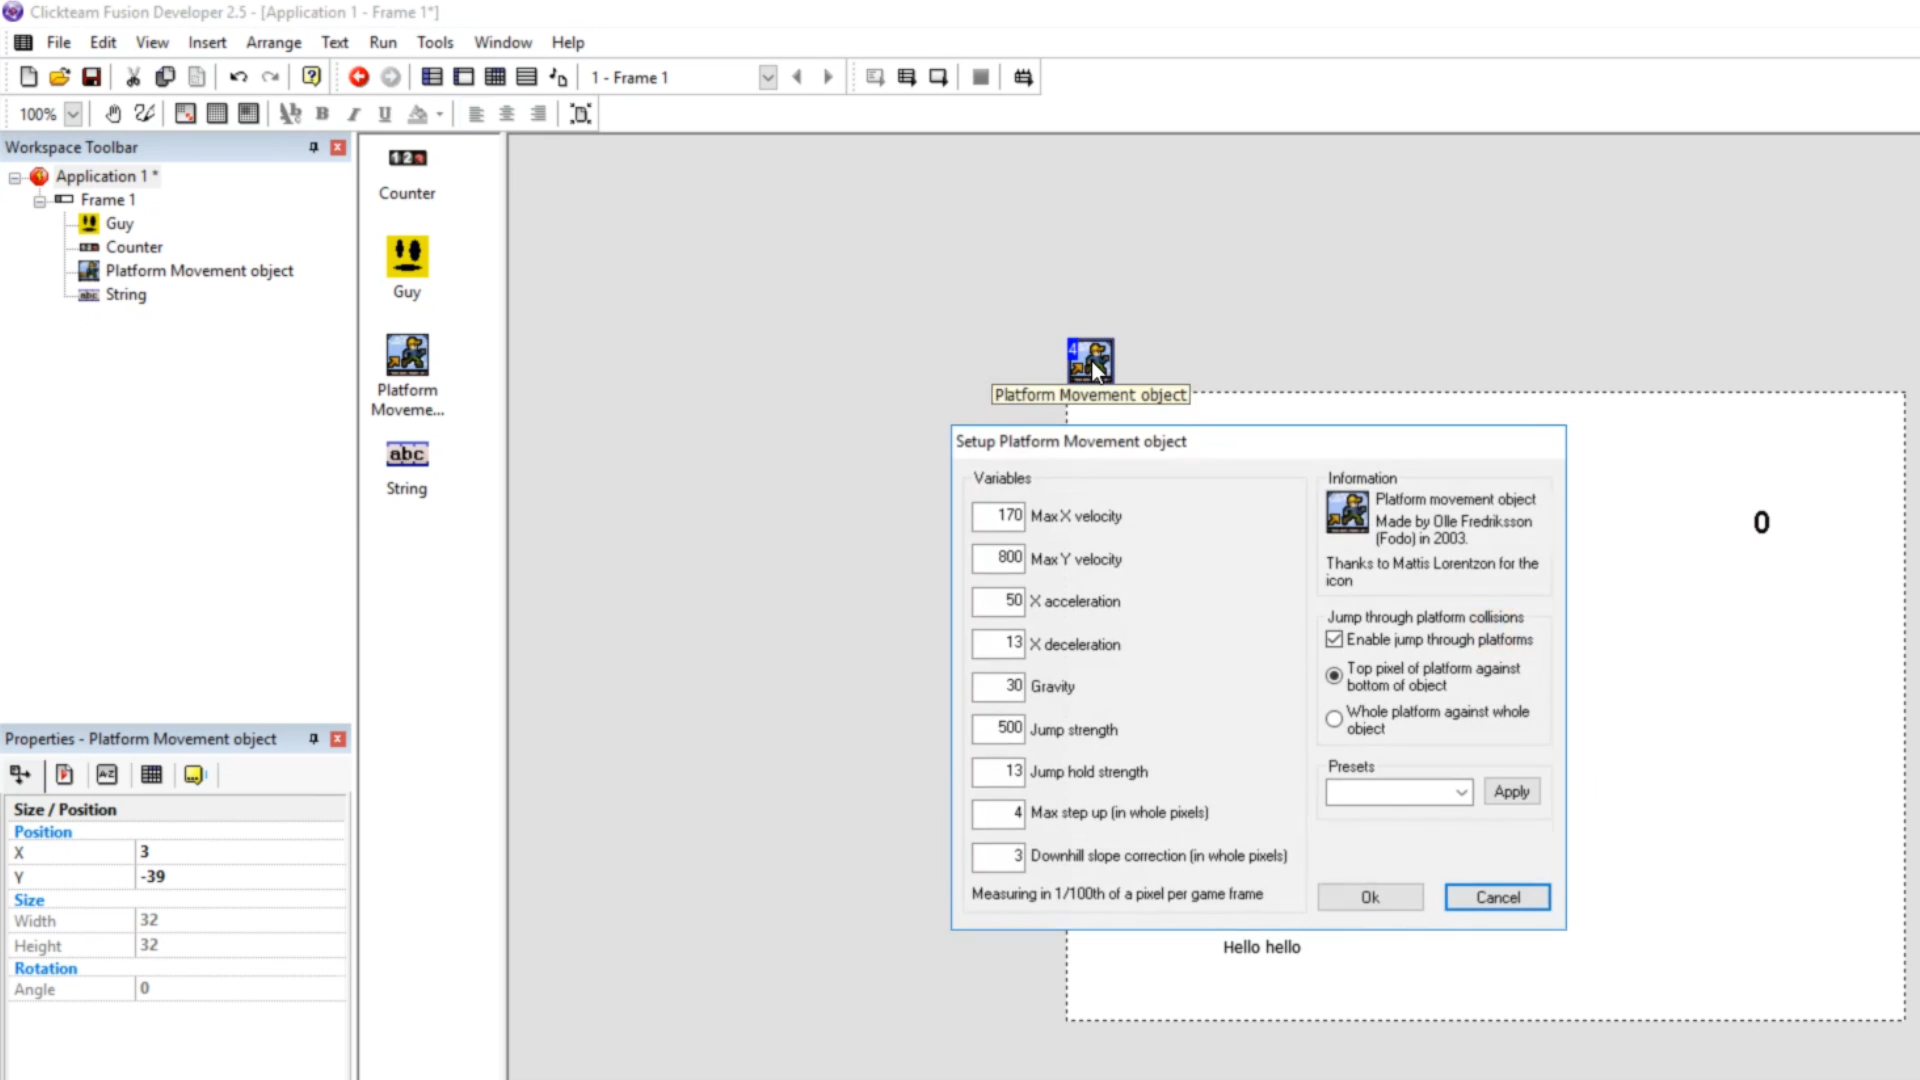 Clickteam Fusion Developer 2.5 - [Application 1 - Frame 1*]
File Edit View Insert Arrange Text Run Tools Window Help
1 - Frame 1
100%
Workspace Toolbar
Application 1 *
Frame 1
Guy
Counter
Platform Movement object
String
Counter
Guy
Platform
Moveme...
abc
String
4
Platform Movement object
0
Hello hello
Setup Platform Movement object
Variables
170 Max X velocity
800 Max Y velocity
50 X acceleration
13 X deceleration
30 Gravity
500 Jump strength
13 Jump hold strength
4 Max step up (in whole pixels)
3 Downhill slope correction (in whole pixels)
Measuring in 1/100th of a pixel per game frame
Information
Platform movement object
Made by Olle Fredriksson
(Fodo) in 2003.
Thanks to Mattis Lorentzon for the
icon
Jump through platform collisions
Enable jump through platforms
Top pixel of platform against
bottom of object
Whole platform against whole
object
Presets
Apply
Ok Cancel
Properties - Platform Movement object
Size / Position
Position
X 3
Y -39
Size
Width 32
Height 32
Rotation
Angle 0